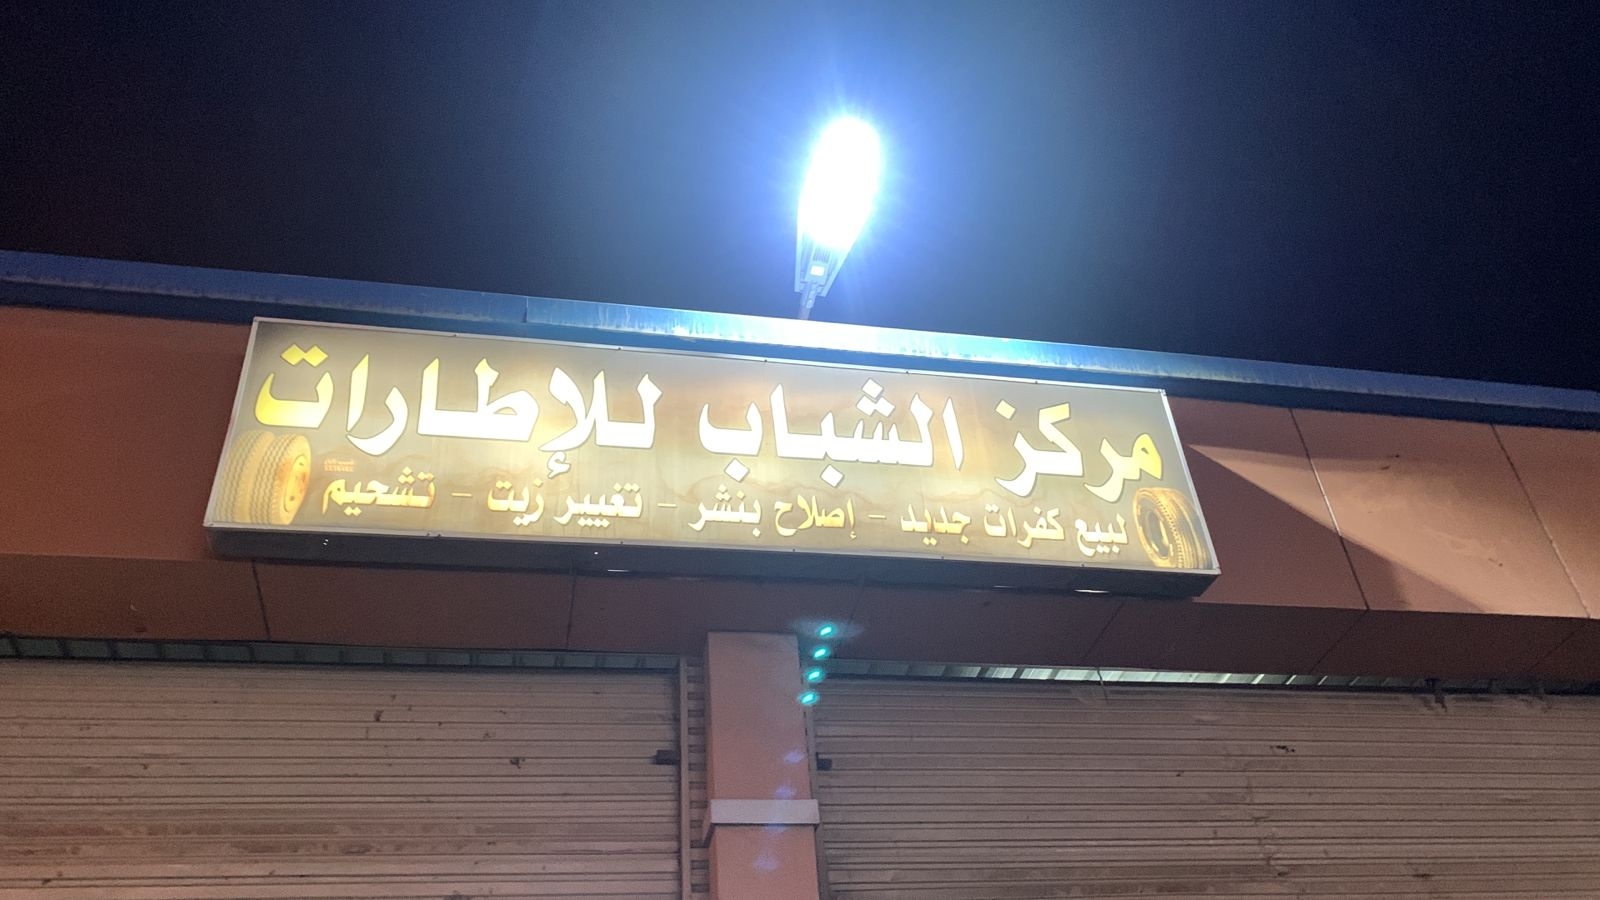 مركز الشباب للإطارات
لبيع كفرات جديد - إصلاح بنشر - تغيير زيت - تشحيم